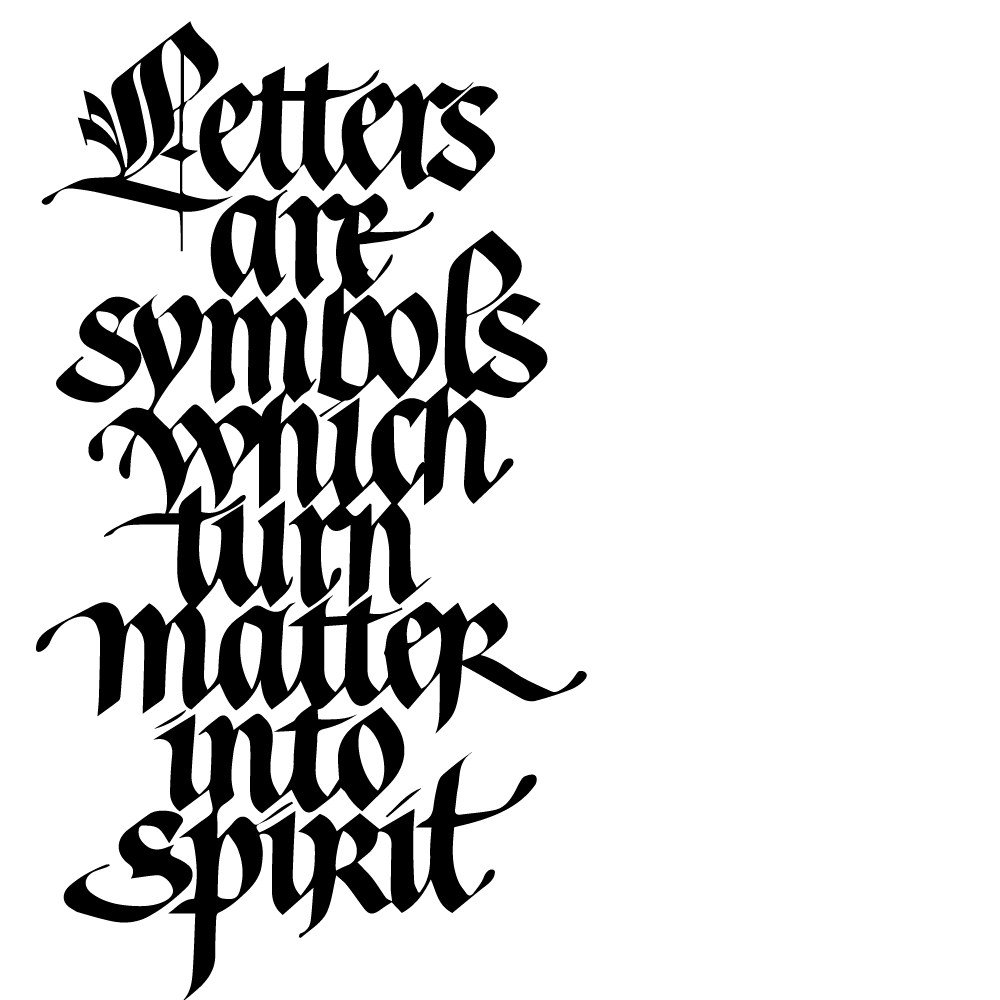 Letters
are
symbols
which
turn
matter
into
spirit